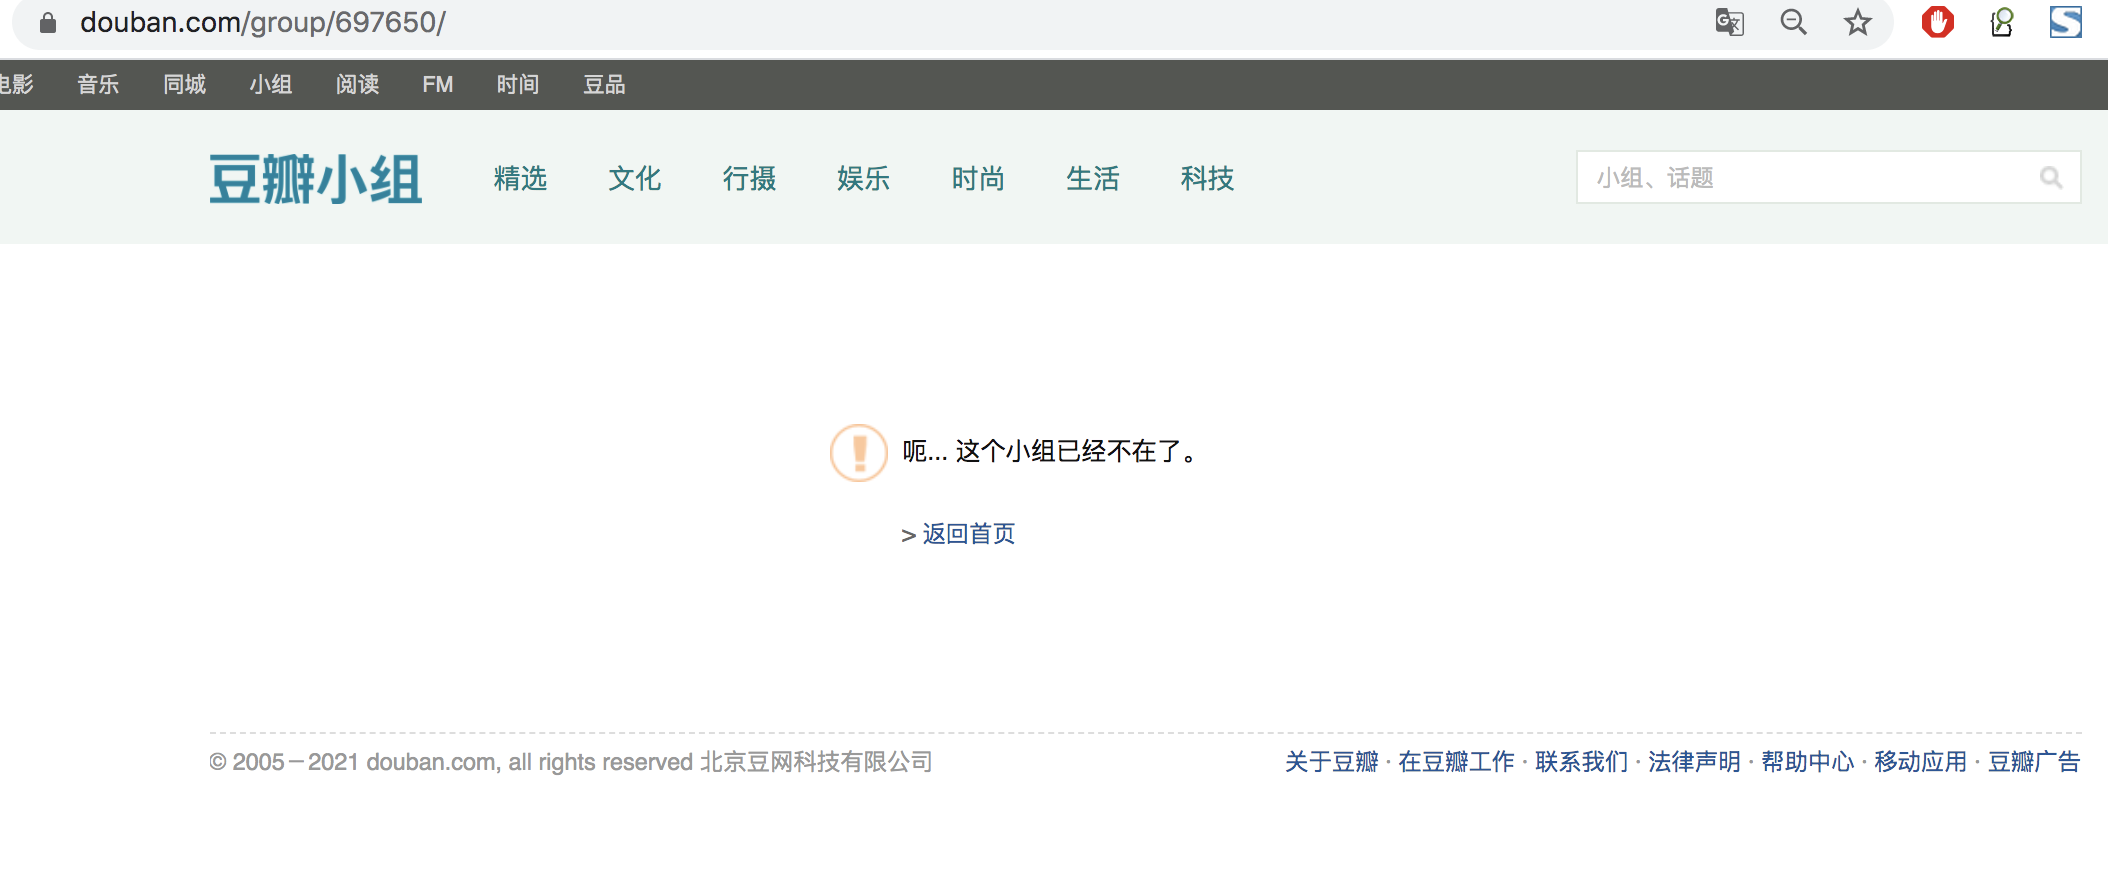 douban.com/group/697650/
电影 音乐 同城 小组 阅读 FM 时间 豆品
豆瓣小组 精选 文化 行摄 娱乐 时尚 生活 科技 小组、话题
呃... 这个小组已经不在了。
> 返回首页
© 2005－2021 douban.com, all rights reserved 北京豆网科技有限公司 关于豆瓣 · 在豆瓣工作 · 联系我们 · 法律声明 · 帮助中心 · 移动应用 · 豆瓣广告